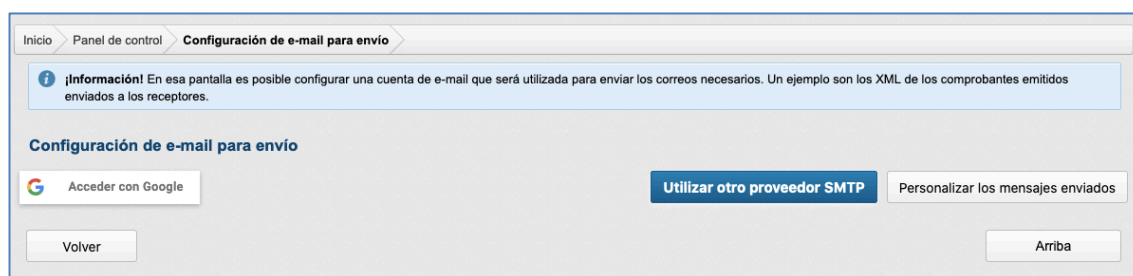 Inicio Panel de control Configuración de e-mail para envío
¡Información! En esa pantalla es posible configurar una cuenta de e-mail que será utilizada para enviar los correos necesarios. Un ejemplo son los XML de los comprobantes emitidos
enviados a los receptores.
Configuración de e-mail para envío
Acceder con Google Utilizar otro proveedor SMTP Personalizar los mensajes enviados
Volver Arriba